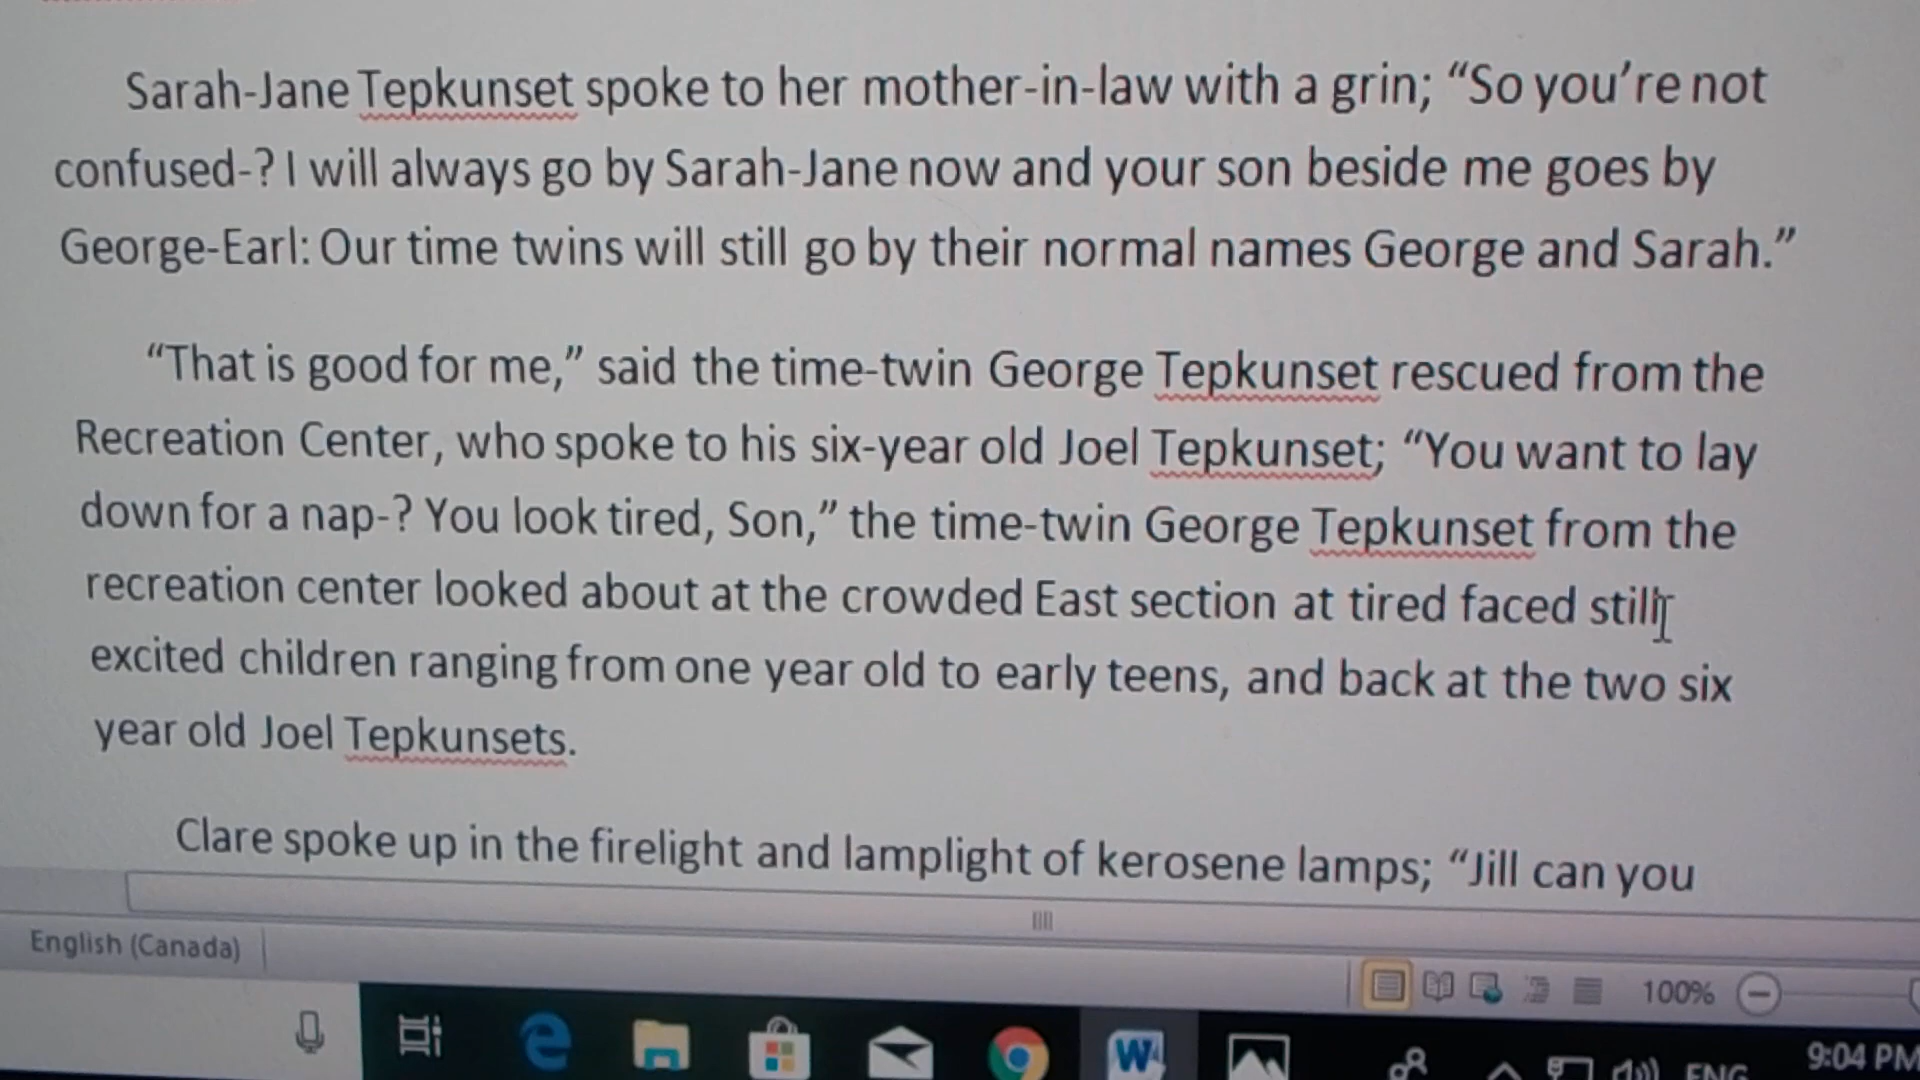 Sarah-Jane Tepkunset spoke to her mother-in-law with a grin; “So you’re not
confused-? I will always go by Sarah-Jane now and your son beside me goes by
George-Earl: Our time twins will still go by their normal names George and Sarah.”
“That is good for me,” said the time-twin George Tepkunset rescued from the
Recreation Center, who spoke to his six-year old Joel Tepkunset; “You want to lay
down for a nap-? You look tired, Son,” the time-twin George Tepkunset from the
recreation center looked about at the crowded East section at tired faced still
excited children ranging from one year old to early teens, and back at the two six
year old Joel Tepkunsets.
Clare spoke up in the firelight and lamplight of kerosene lamps; “Jill can you
English (Canada)
100%
ENG
9:04 PM